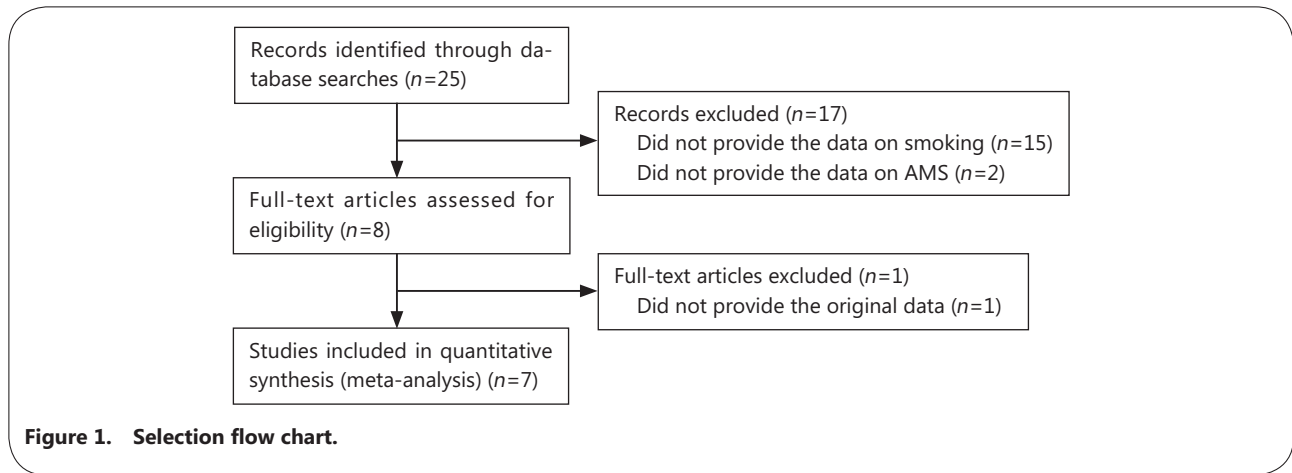 Records identified through da-
tabase searches (n=25)
Records excluded (n=17)
Did not provide the data on smoking (n=15)
Did not provide the data on AMS (n=2)
Full-text articles assessed for
eligibility (n=8)
Full-text articles excluded (n=1)
Did not provide the original data (n=1)
Studies included in quantitative
synthesis (meta-analysis) (n=7)
Figure 1. Selection flow chart.